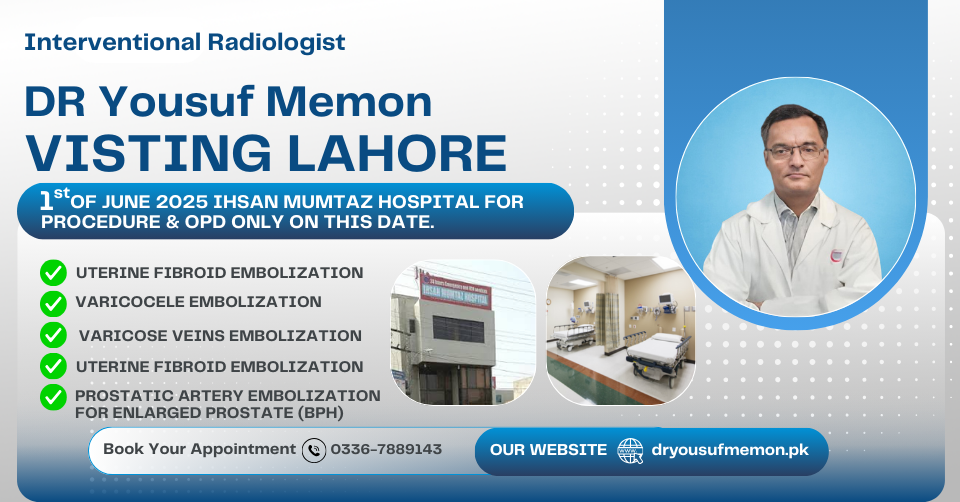 Interventional Radiologist
DR Yousuf Memon
VISTING LAHORE
1st OF JUNE 2025 IHSAN MUMTAZ HOSPITAL FOR
PROCEDURE & OPD ONLY ON THIS DATE.
UTERINE FIBROID EMBOLIZATION
VARICOCELE EMBOLIZATION
VARICOSE VEINS EMBOLIZATION
UTERINE FIBROID EMBOLIZATION
PROSTATIC ARTERY EMBOLIZATION
FOR ENLARGED PROSTATE (BPH)
IHSAN MUMTAZ HOSPITAL
Book Your Appointment 0336-7889143
OUR WEBSITE dryousufmemon.pk